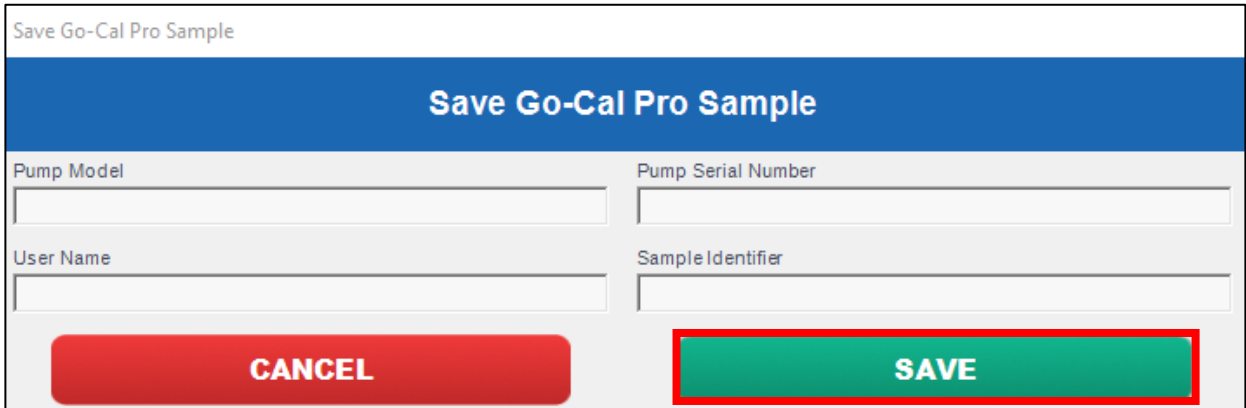 Save Go-Cal Pro Sample
Save Go-Cal Pro Sample
Pump Model
Pump Serial Number
User Name
Sample Identifier
CANCEL
SAVE